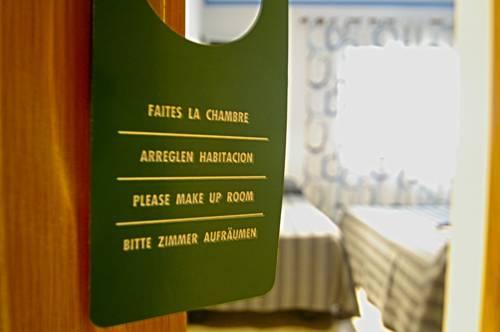 FAITES LA CHAMBRE
ARREGLEN HABITACION
PLEASE MAKE UP ROOM
BITTE ZIMMER AUFRÄUMEN